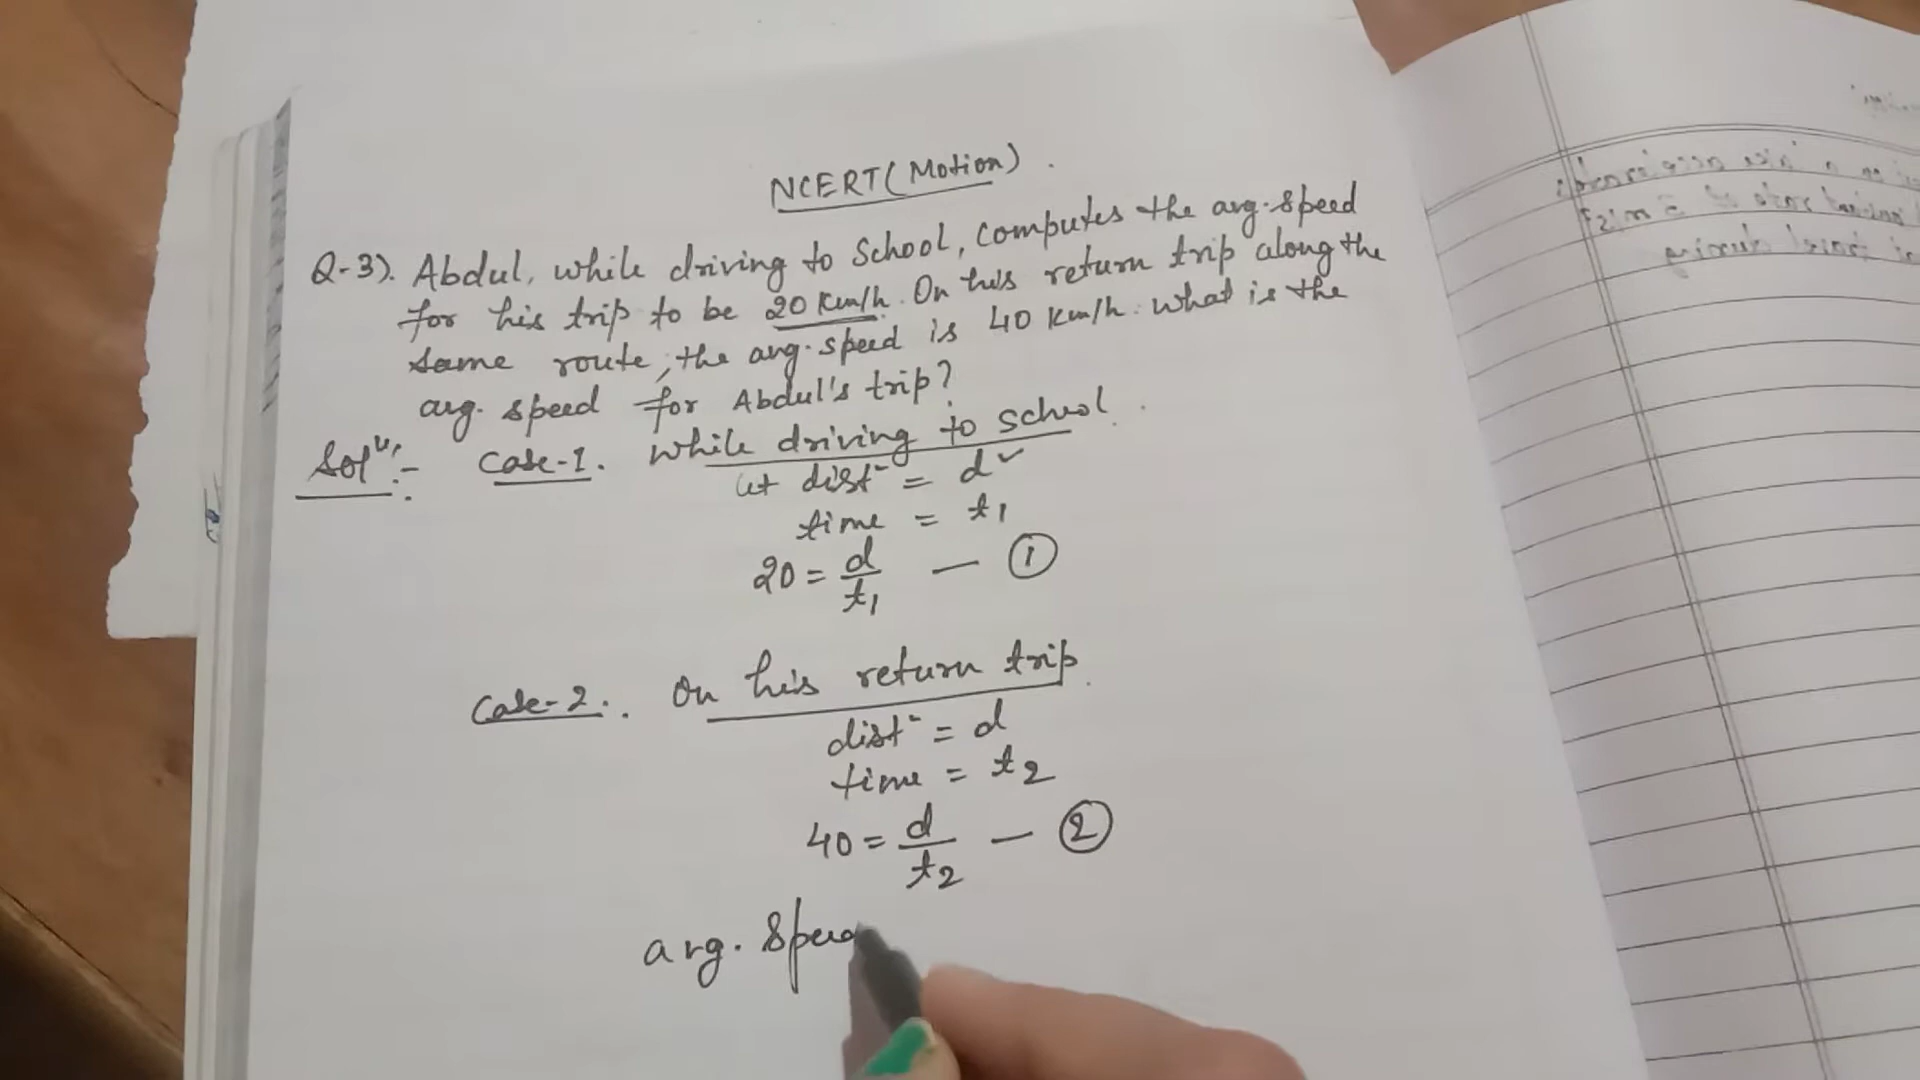 NCERT (Motion).
Q-3). Abdul, while driving to School, computes the avg. speed
for his trip to be 20 km/h. On his return trip along the
same route, the avg. speed is 40 km/h. what is the
avg. speed for Abdul's trip?
Solⁿ:- Case-1. While driving to school.
let dist = d
time = t₁
20 = d/t₁ — ①
Case-2. On his return trip.
dist = d
time = t₂
40 = d/t₂ — ②
avg. Speed